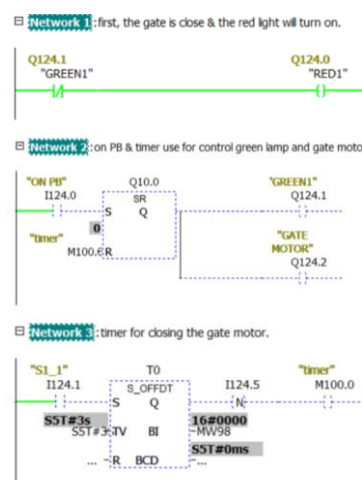 Network 1 :first, the gate is close & the red light will turn on.
Q124.1 Q124.0
"GREEN1" "RED1"
Network 2 :on PB & timer use for control green lamp and gate moto
"ON PB" Q10.0 "GREEN1"
I124.0 SR Q124.1
S Q
0
"timer" "GATE
MOTOR"
R Q124.2
Network 3 :timer for closing the gate motor.
"S1_1" T0 "timer"
I124.1 S_OFFDT I124.5 M100.0
S Q N
S5T#3s 16#0000
TV BI MW98
S5T#0ms
... R BCD ...